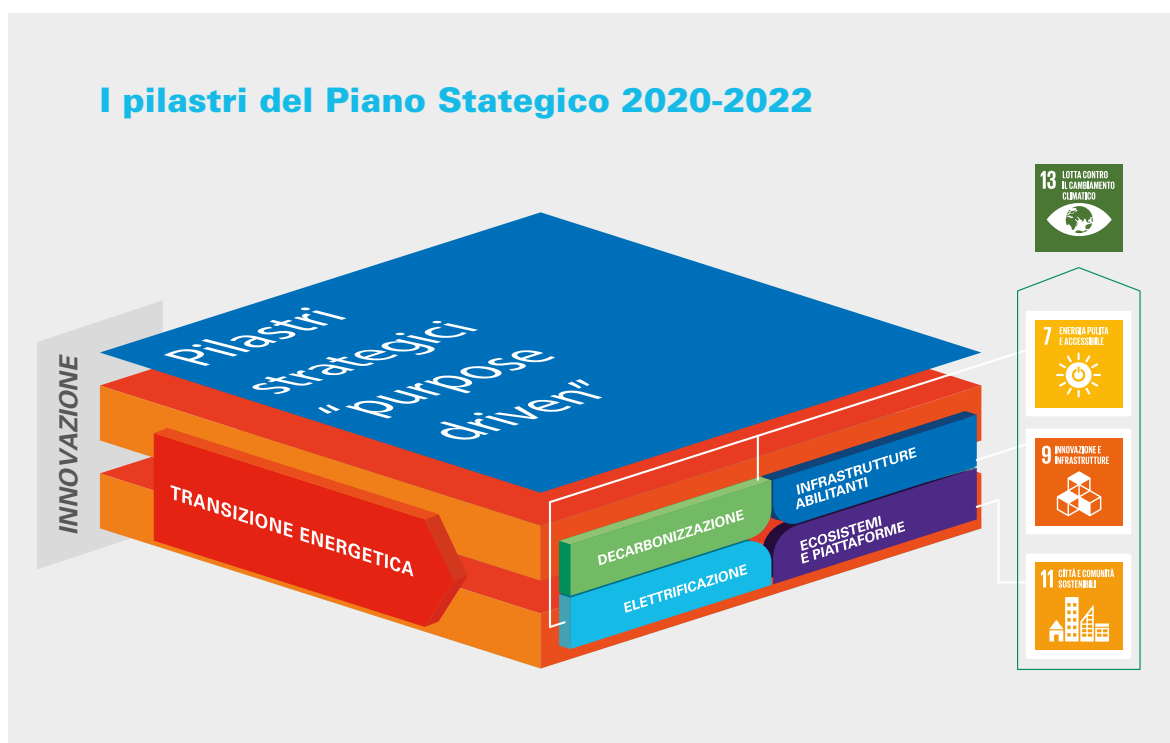 I pilastri del Piano Stategico 2020-2022
13 LOTTA CONTRO
IL CAMBIAMENTO
CLIMATICO
Pilastri
strategici
“ purpose
driven”
INNOVAZIONE
TRANSIZIONE ENERGETICA
DECARBONIZZAZIONE
ELETTRIFICAZIONE
INFRASTRUTTURE
ABILITANTI
ECOSISTEMI
E PIATTAFORME
7 ENERGIA PULITA
E ACCESSIBILE
9 INNOVAZIONE E
INFRASTRUTTURE
11 CITTÀ E COMUNITÀ
SOSTENIBILI